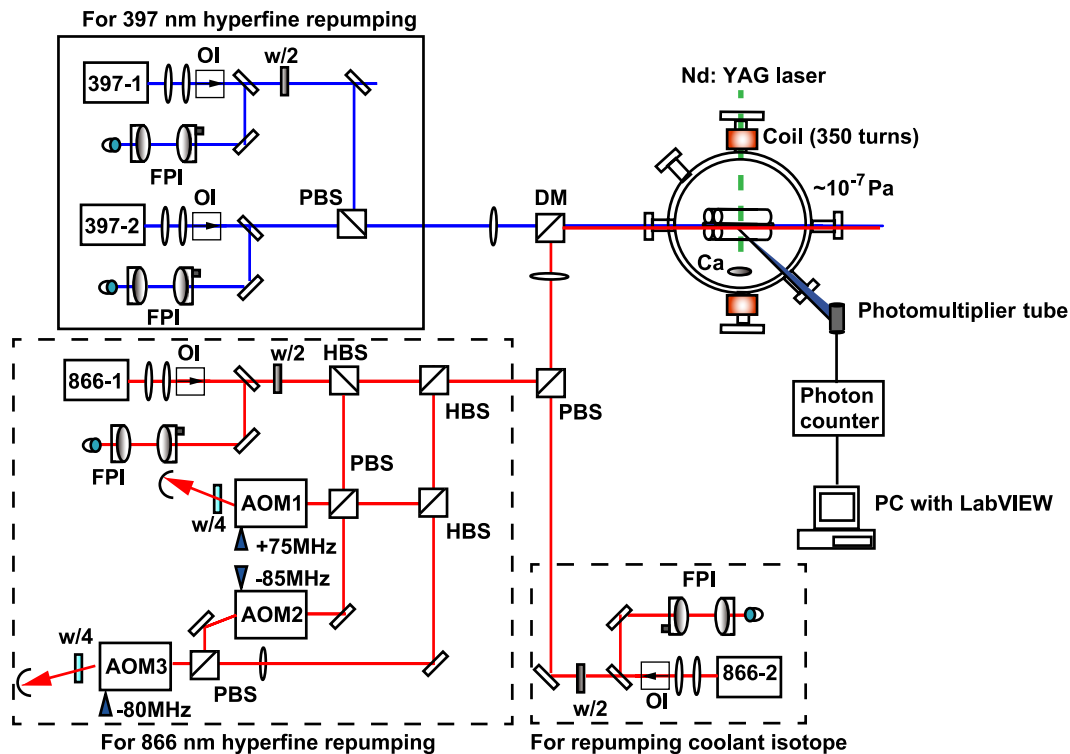 For 397 nm hyperfine repumping
OI
w/2
397-1
FPI
OI
PBS
397-2
FPI
Nd: YAG laser
Coil (350 turns)
~10⁻⁷ Pa
DM
Ca
Photomultiplier tube
Photon
counter
PC with LabVIEW
OI
w/2
HBS
866-1
HBS
PBS
FPI
PBS
AOM1
w/4
HBS
+75MHz
-85MHz
AOM2
w/4
AOM3
PBS
-80MHz
For 866 nm hyperfine repumping
FPI
866-2
OI
w/2
For repumping coolant isotope